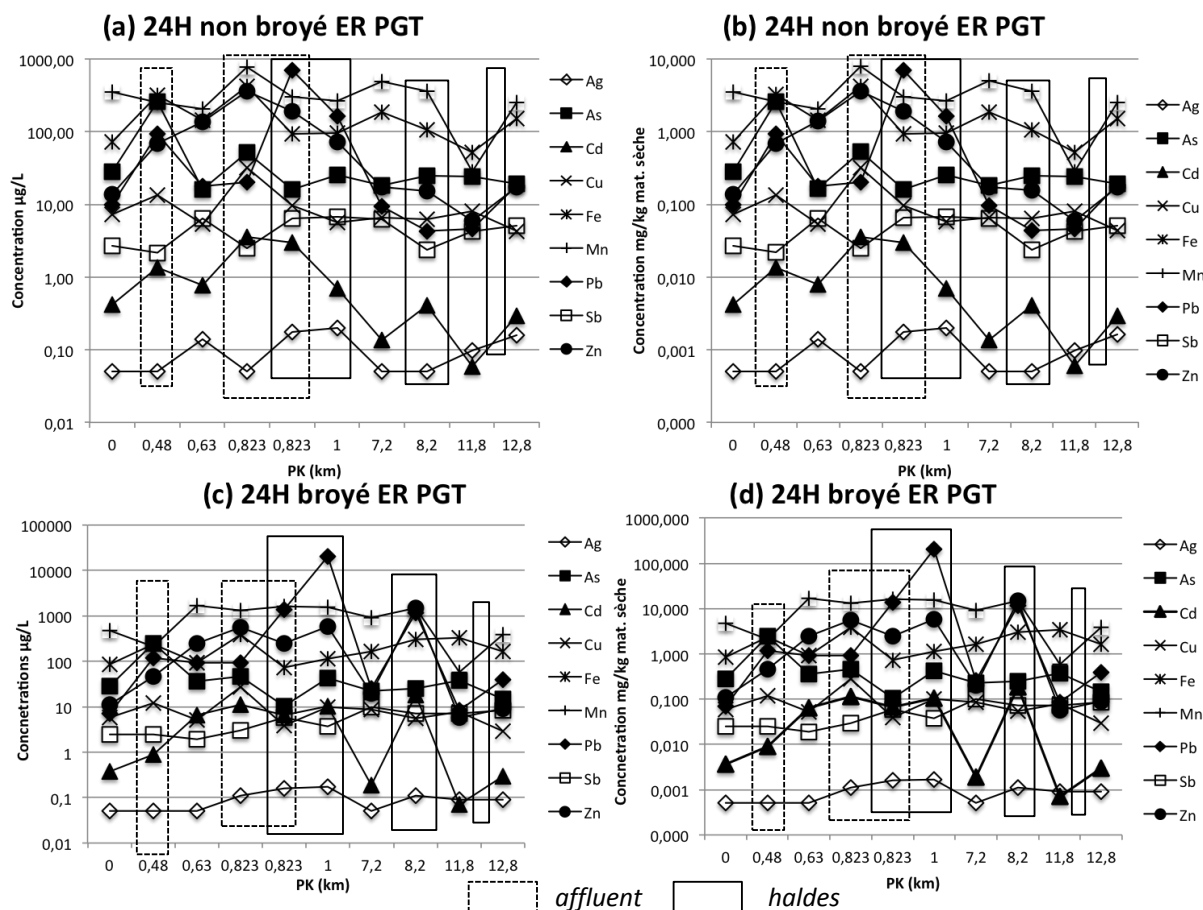 (a) 24H non broyé ER PGT
Concentration µg/L
1000,00
100,00
10,00
1,00
0,10
0,01
0 0,48 0,63 0,823 0,823 1 7,2 8,2 11,8 12,8
PK (km)
Ag
As
Cd
Cu
Fe
Mn
Pb
Sb
Zn
(b) 24H non broyé ER PGT
Concentration mg/kg mat. sèche
10,000
1,000
0,100
0,010
0,001
0,000
0 0,48 0,63 0,823 0,823 1 7,2 8,2 11,8 12,8
PK (km)
Ag
As
Cd
Cu
Fe
Mn
Pb
Sb
Zn
(c) 24H broyé ER PGT
Concnetrations µg/L
100000
10000
1000
100
10
1
0,1
0,01
0 0,48 0,63 0,823 0,823 1 7,2 8,2 11,8 12,8
PK (km)
Ag
As
Cd
Cu
Fe
Mn
Pb
Sb
Zn
(d) 24H broyé ER PGT
Concnetration mg/kg mat. sèche
1000,000
100,000
10,000
1,000
0,100
0,010
0,001
0,000
0 0,48 0,63 0,823 0,823 1 7,2 8,2 11,8 12,8
PK (km)
Ag
As
Cd
Cu
Fe
Mn
Pb
Sb
Zn
affluent haldes